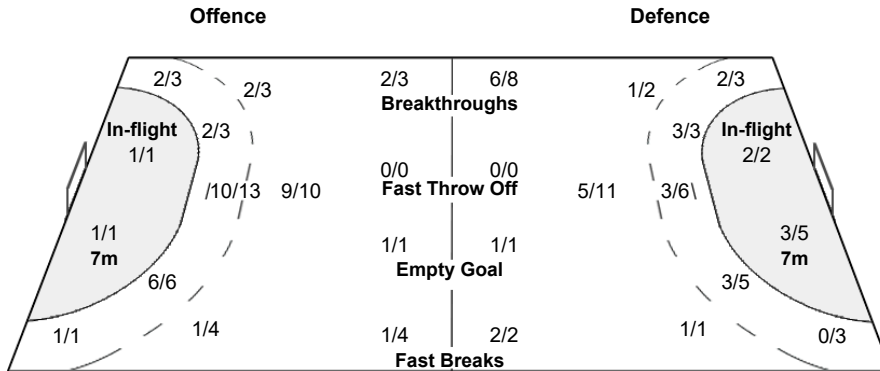 Offence Defence
2/3 2/3 2/3 6/8 1/2 2/3
Breakthroughs
In-flight 2/3 3/3 In-flight
1/1 2/2
0/0 0/0
/10/13 9/10 Fast Throw Off 5/11 3/6\
1/1 3/5
7m 1/1 1/1 7m
Empty Goal
6/6 3/5
1/1 1/4 1/4 2/2 1/1 0/3
Fast Breaks